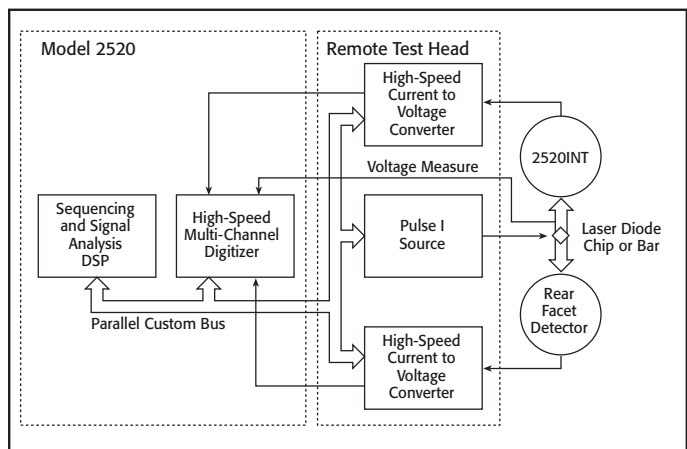 Model 2520
Remote Test Head
High-Speed
Current to
Voltage
Converter
2520INT
Voltage Measure
Sequencing
and Signal
Analysis
DSP
High-Speed
Multi-Channel
Digitizer
Pulse I
Source
Laser Diode
Chip or Bar
Parallel Custom Bus
Rear
Facet
Detector
High-Speed
Current to
Voltage
Converter